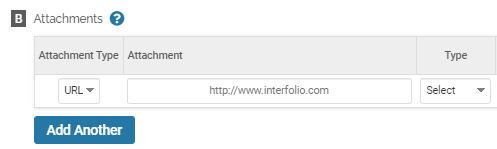 B Attachments ?
Attachment Type Attachment Type
URL http://www.interfolio.com Select
Add Another